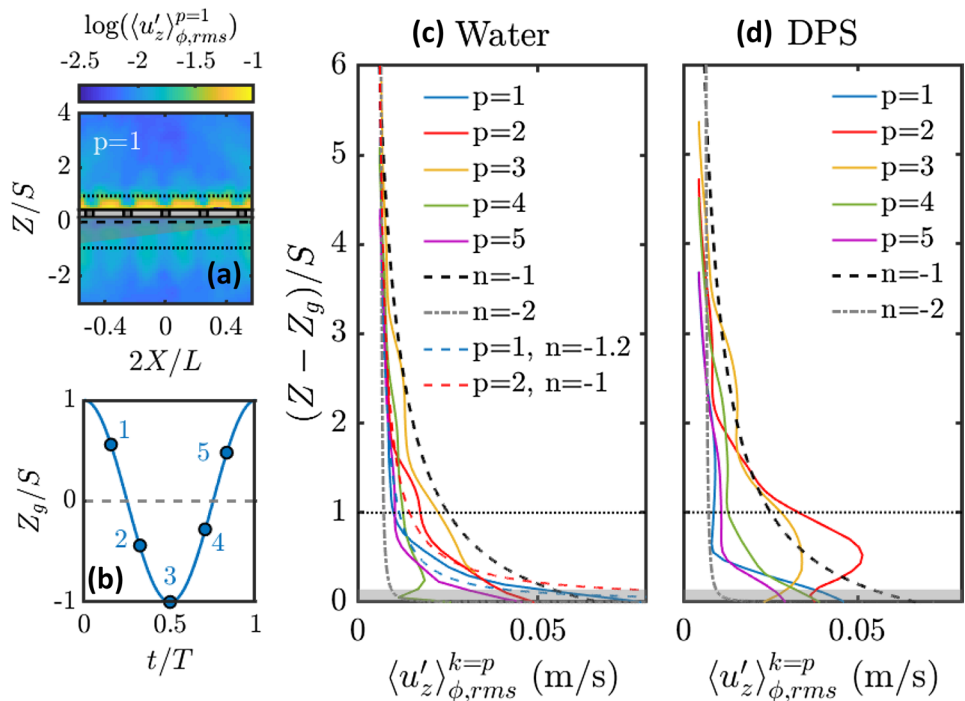 log(⟨u′z⟩ϕ,rms^p=1)
-2.5 -2 -1.5 -1
4
2
0
-2
Z/S
p=1
(a)
-0.4 0 0.4
2X/L
1
0
-1
Zg/S
1
2
3
4
5
(b)
0 0.5 1
t/T
(c) Water
6
5
4
3
2
1
0
(Z − Zg)/S
p=1
p=2
p=3
p=4
p=5
n=-1
n=-2
p=1, n=-1.2
p=2, n=-1
0 0.05
⟨u′z⟩ϕ,rms^k=p (m/s)
(d) DPS
p=1
p=2
p=3
p=4
p=5
n=-1
n=-2
0 0.05
⟨u′z⟩ϕ,rms^k=p (m/s)